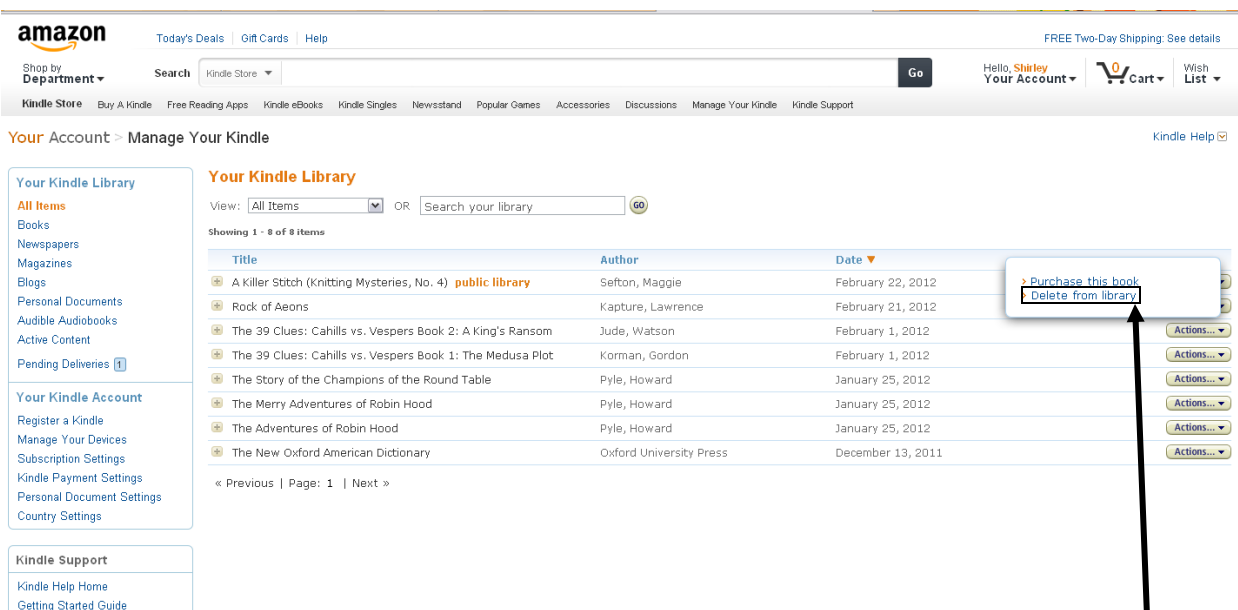 amazon
Today's Deals | Gift Cards | Help
FREE Two-Day Shipping: See details
Shop by
Department
Search
Kindle Store
Go
Hello, Shirley
Your Account
0
Cart
Wish
List
Kindle Store Buy A Kindle Free Reading Apps Kindle eBooks Kindle Singles Newsstand Popular Games Accessories Discussions Manage Your Kindle Kindle Support
Your Account > Manage Your Kindle
Kindle Help
Your Kindle Library
All Items
Books
Newspapers
Magazines
Blogs
Personal Documents
Audible Audiobooks
Active Content
Pending Deliveries 1
Your Kindle Account
Register a Kindle
Manage Your Devices
Subscription Settings
Kindle Payment Settings
Personal Document Settings
Country Settings
Kindle Support
Kindle Help Home
Getting Started Guide
Your Kindle Library
View: All Items OR Search your library GO
Showing 1 - 8 of 8 items
Title Author Date
A Killer Stitch (Knitting Mysteries, No. 4) public library Sefton, Maggie February 22, 2012
Rock of Aeons Kapture, Lawrence February 21, 2012
The 39 Clues: Cahills vs. Vespers Book 2: A King's Ransom Jude, Watson February 1, 2012 Actions...
The 39 Clues: Cahills vs. Vespers Book 1: The Medusa Plot Korman, Gordon February 1, 2012 Actions...
The Story of the Champions of the Round Table Pyle, Howard January 25, 2012 Actions...
The Merry Adventures of Robin Hood Pyle, Howard January 25, 2012 Actions...
The Adventures of Robin Hood Pyle, Howard January 25, 2012 Actions...
The New Oxford American Dictionary Oxford University Press December 13, 2011 Actions...
« Previous | Page: 1 | Next »
› Purchase this book
› Delete from library